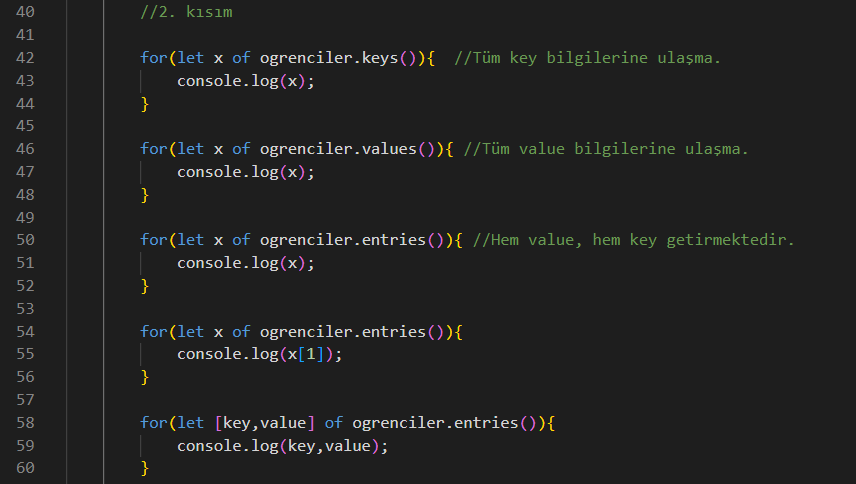 40 //2. kısım
41
42 for(let x of ogrenciler.keys()){  //Tüm key bilgilerine ulaşma.
43     console.log(x);
44 }
45
46 for(let x of ogrenciler.values()){ //Tüm value bilgilerine ulaşma.
47     console.log(x);
48 }
49
50 for(let x of ogrenciler.entries()){ //Hem value, hem key getirmektedir.
51     console.log(x);
52 }
53
54 for(let x of ogrenciler.entries()){
55     console.log(x[1]);
56 }
57
58 for(let [key,value] of ogrenciler.entries()){
59     console.log(key,value);
60 }